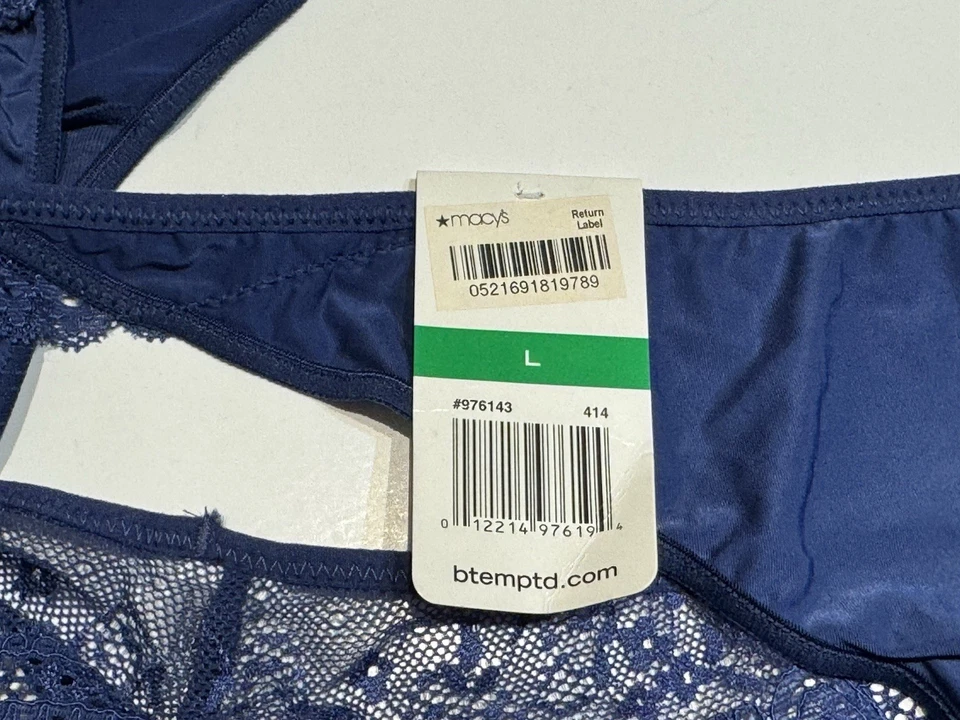 ★macy's
Return
Label
0521691819789
L
#976143 414
0 12214 97619 4
btemptd.com